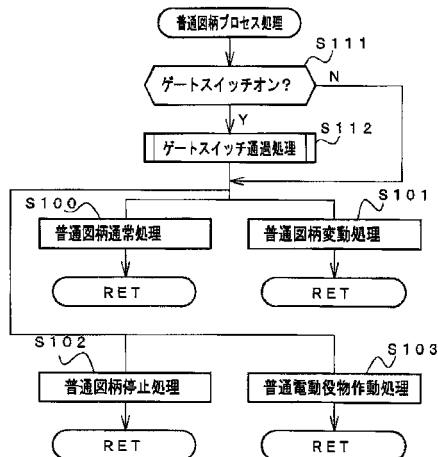 普通図柄プロセス処理
S111
ゲートスイッチオン?
N
Y
S112
ゲートスイッチ通過処理
S100
S101
普通図柄通常処理
普通図柄変動処理
RET
RET
S102
S103
普通図柄停止処理
普通電動役物作動処理
RET
RET